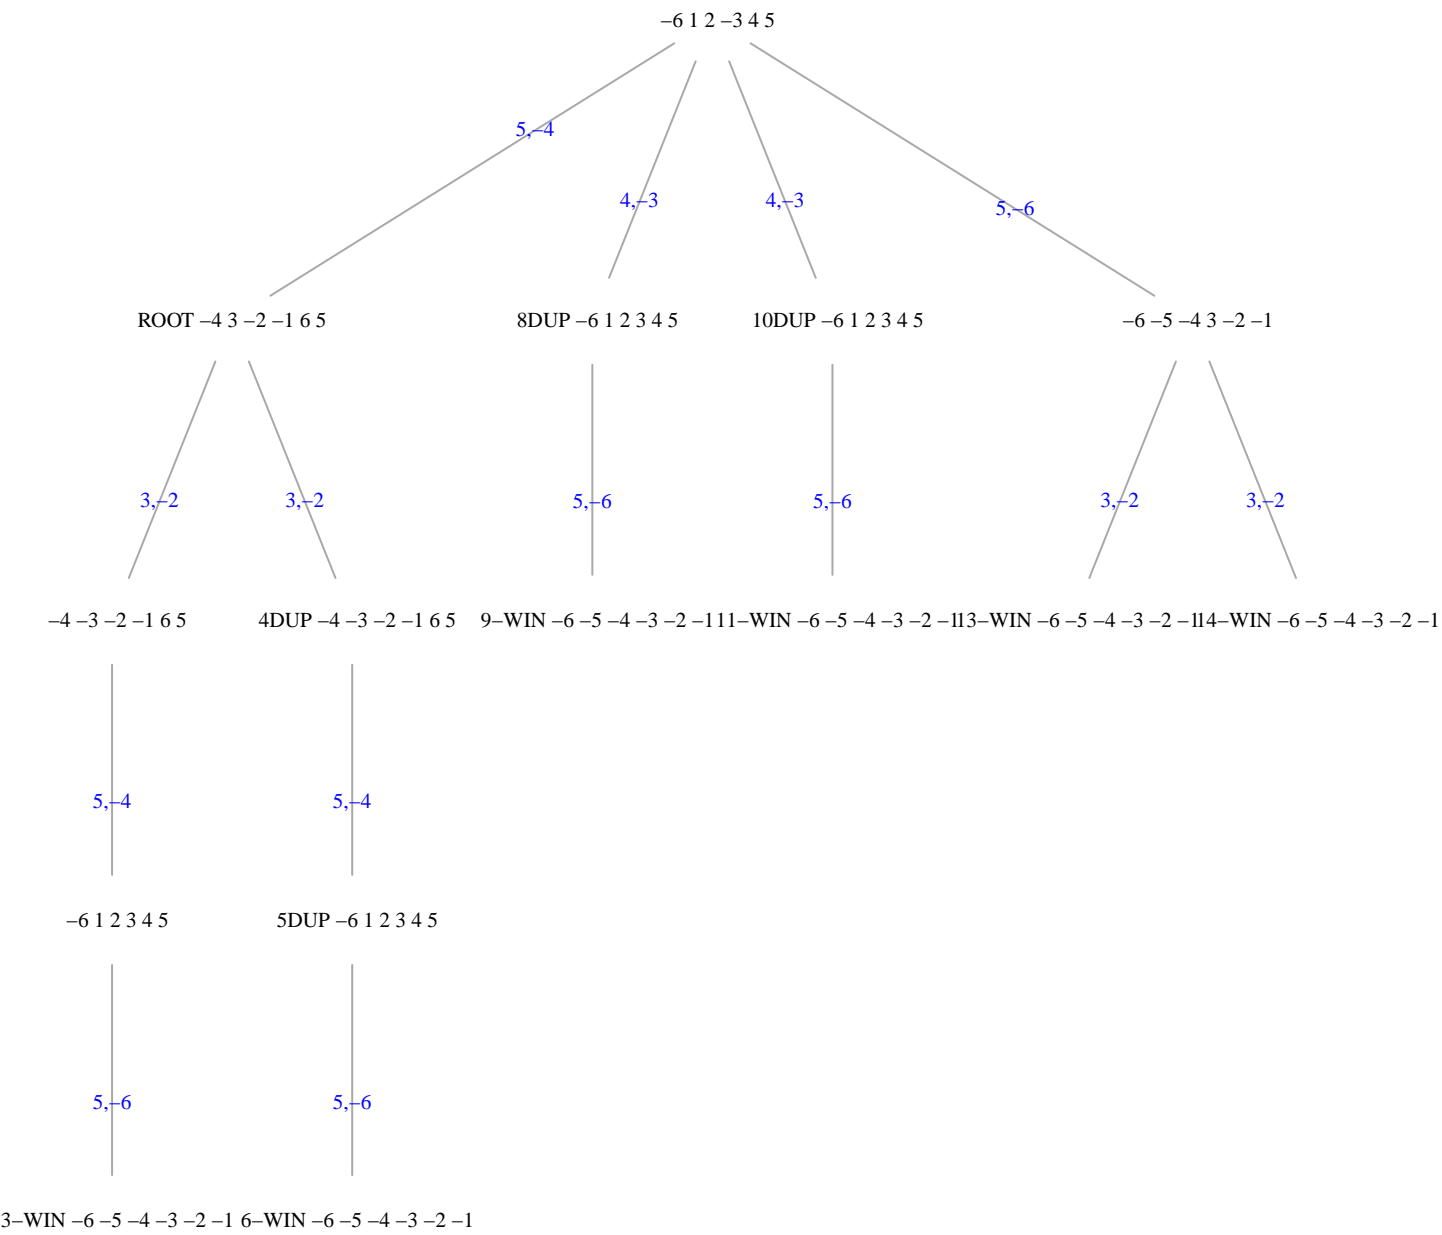 –6 1 2 –3 4 5
5,–4
4,–3
4,–3
5,–6
ROOT –4 3 –2 –1 6 5
8DUP –6 1 2 3 4 5
10DUP –6 1 2 3 4 5
–6 –5 –4 3 –2 –1
3,–2
3,–2
5,–6
5,–6
3,–2
3,–2
–4 –3 –2 –1 6 5
4DUP –4 –3 –2 –1 6 5
9–WIN –6 –5 –4 –3 –2 –1
11–WIN –6 –5 –4 –3 –2 –1
13–WIN –6 –5 –4 –3 –2 –1
14–WIN –6 –5 –4 –3 –2 –1
5,–4
5,–4
–6 1 2 3 4 5
5DUP –6 1 2 3 4 5
5,–6
5,–6
3–WIN –6 –5 –4 –3 –2 –1
6–WIN –6 –5 –4 –3 –2 –1